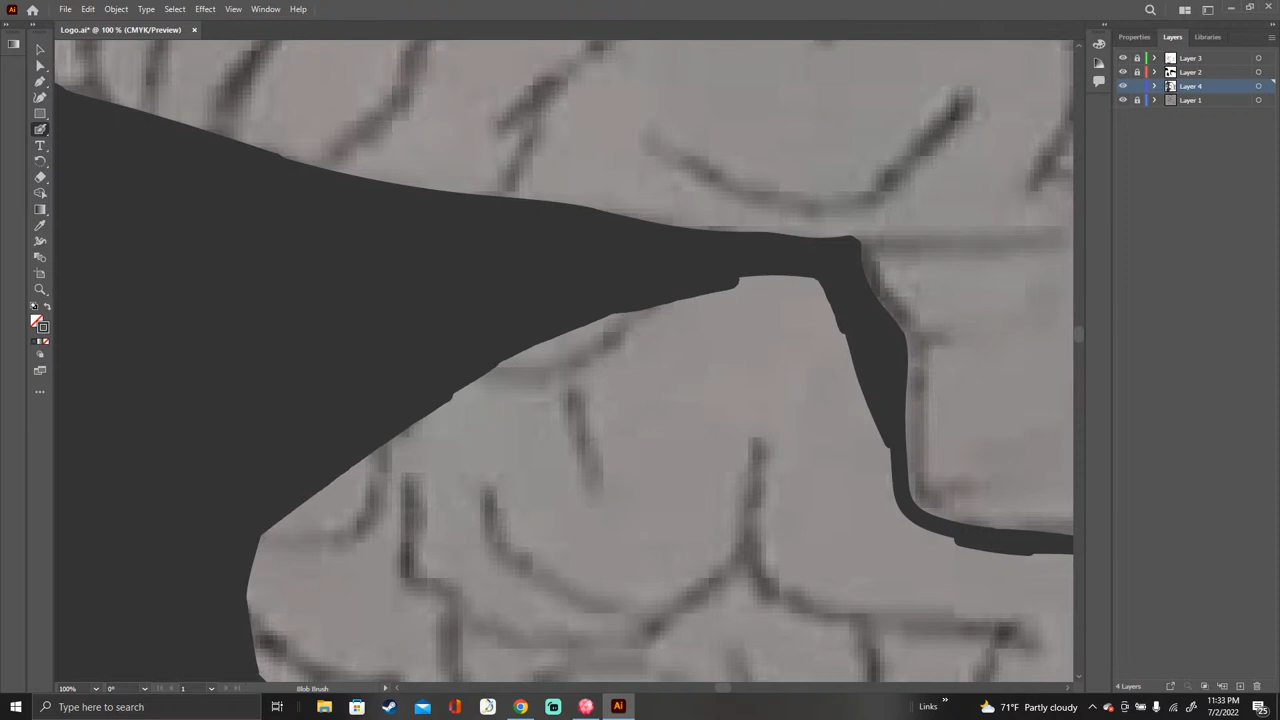 File Edit Object Type Select Effect View Window Help
Logo.ai* @ 100 % (CMYK/Preview)
Properties Layers Libraries
Layer 3
Layer 2
Layer 4
Layer 1
100% 0° 1 Blob Brush
4 Layers
Type here to search
Links
71°F Partly cloudy
11:33 PM
7/2/2022